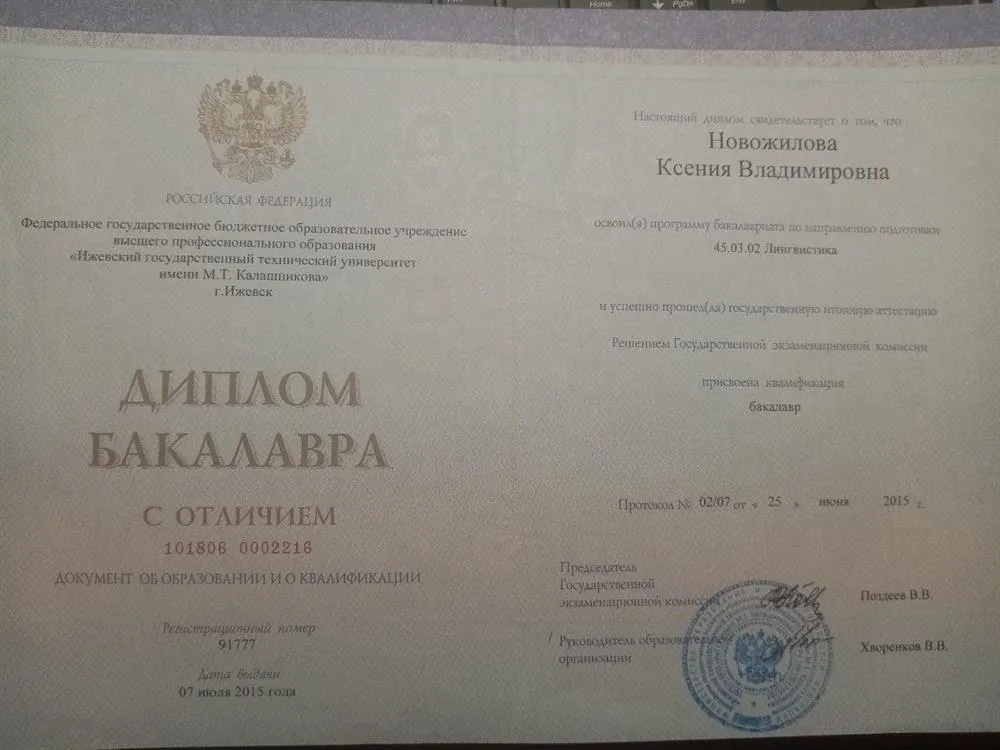 Home
PgDn
End
РОССИЙСКАЯ ФЕДЕРАЦИЯ
Федеральное государственное бюджетное образовательное учреждение
высшего профессионального образования
«Ижевский государственный технический университет
имени М.Т. Калашникова»
г.Ижевск
ДИПЛОМ
БАКАЛАВРА
С ОТЛИЧИЕМ
101806 0002216
ДОКУМЕНТ ОБ ОБРАЗОВАНИИ И О КВАЛИФИКАЦИИ
Регистрационный номер
91777
Дата выдачи
07 июля 2015 года
Настоящий диплом свидетельствует о том, что
Новожилова
Ксения Владимировна
освоил(а) программу бакалавриата по направлению подготовки
45.03.02 Лингвистика
и успешно прошел(ла) государственную итоговую аттестацию
Решением Государственной экзаменационной комиссии
присвоена квалификация
бакалавр
Протокол № 02/07 от « 25 » июня 2015 г.
Председатель
Государственной
экзаменационной комиссии
Поздеев В.В.
/ Руководитель образовательной
организации
Хворенков В.В.